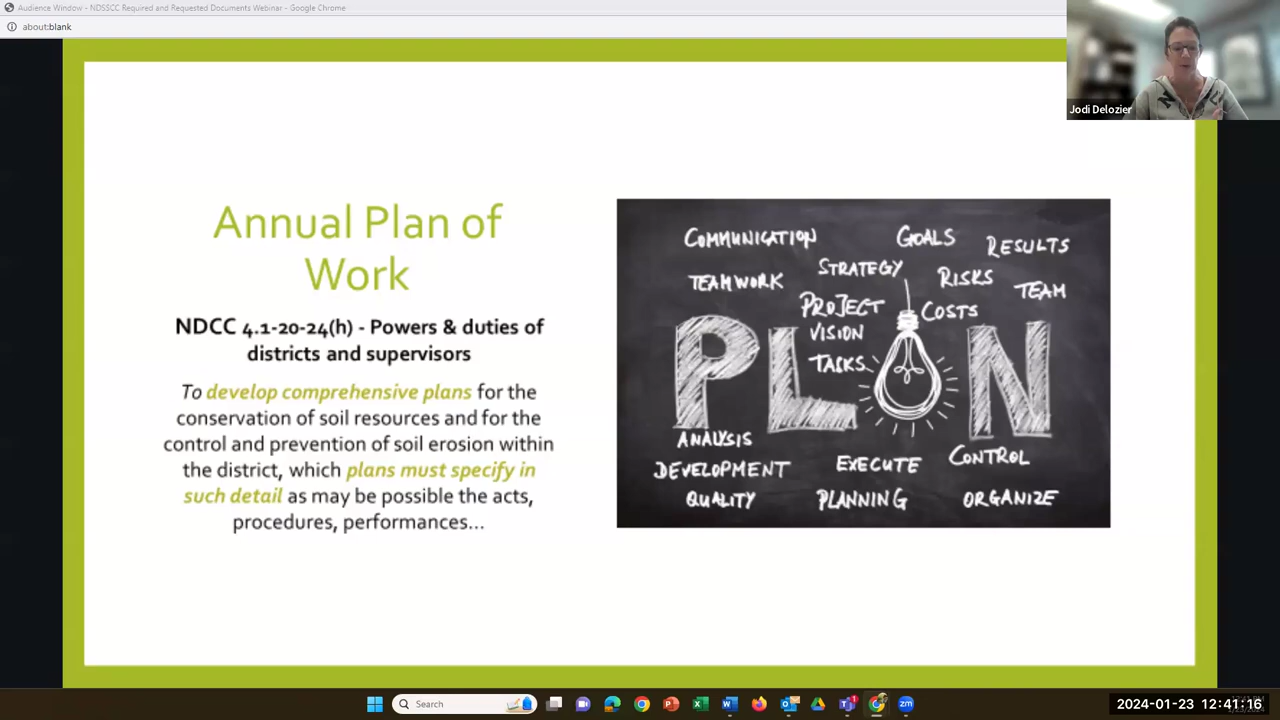 Audience Window - NDSSCC Required and Requested Documents Webinar - Google Chrome
about:blank
Jodi Delozier
Annual Plan of
Work
NDCC 4.1-20-24(h) - Powers & duties of
districts and supervisors
To develop comprehensive plans for the
conservation of soil resources and for the
control and prevention of soil erosion within
the district, which plans must specify in
such detail as may be possible the acts,
procedures, performances...
COMMUNICATION
GOALS
RESULTS
TEAMWORK
STRATEGY
RISKS
TEAM
PROJECT
COSTS
VISION
TASKS
PLAN
ANALYSIS
DEVELOPMENT
EXECUTE
CONTROL
QUALITY
PLANNING
ORGANIZE
Search
2024-01-23 12:41:16